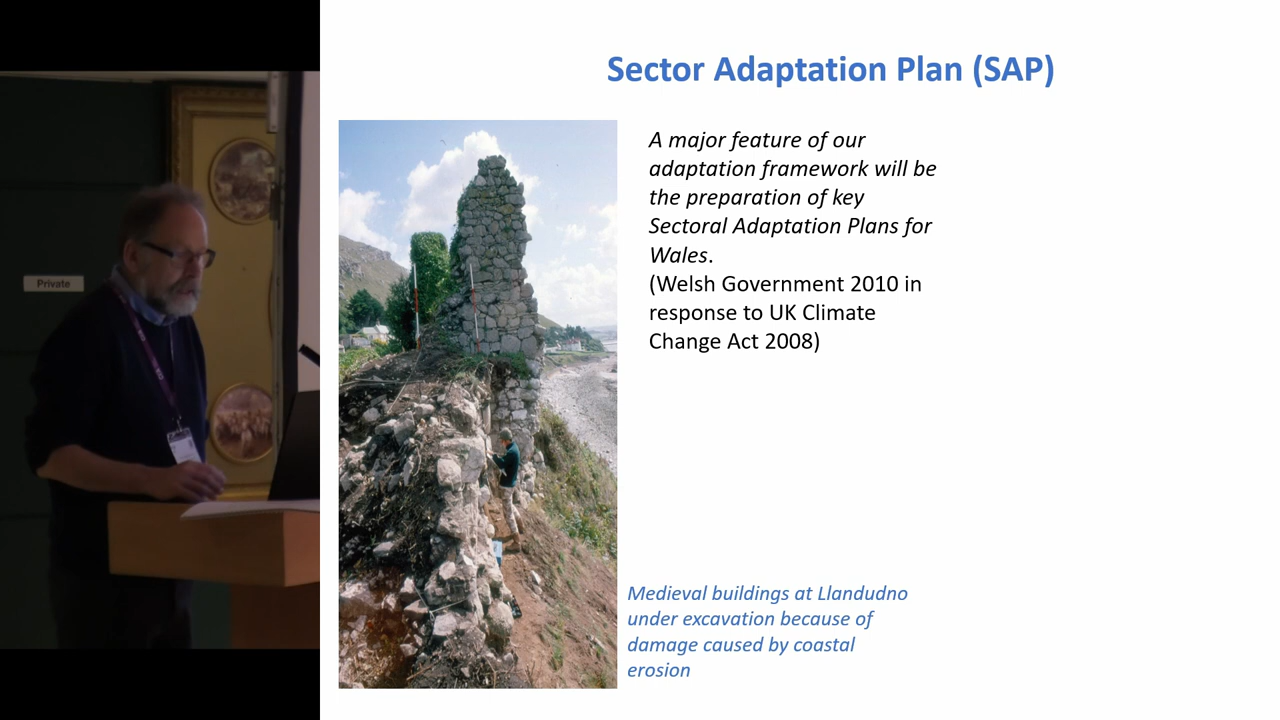 Sector Adaptation Plan (SAP)
A major feature of our
adaptation framework will be
the preparation of key
Sectoral Adaptation Plans for
Wales.
(Welsh Government 2010 in
response to UK Climate
Change Act 2008)
Medieval buildings at Llandudno
under excavation because of
damage caused by coastal
erosion
Private